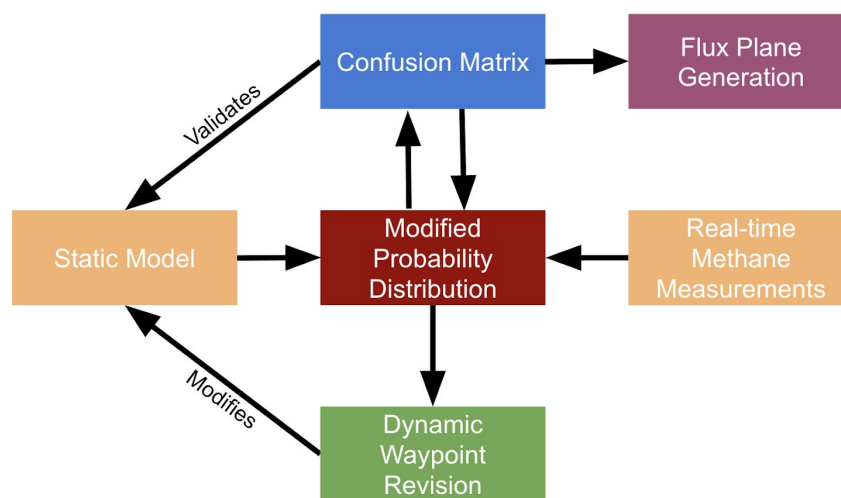 Confusion Matrix
Flux Plane
Generation
Validates
Static Model
Modified
Probability
Distribution
Real-time
Methane
Measurements
Modifies
Dynamic
Waypoint
Revision